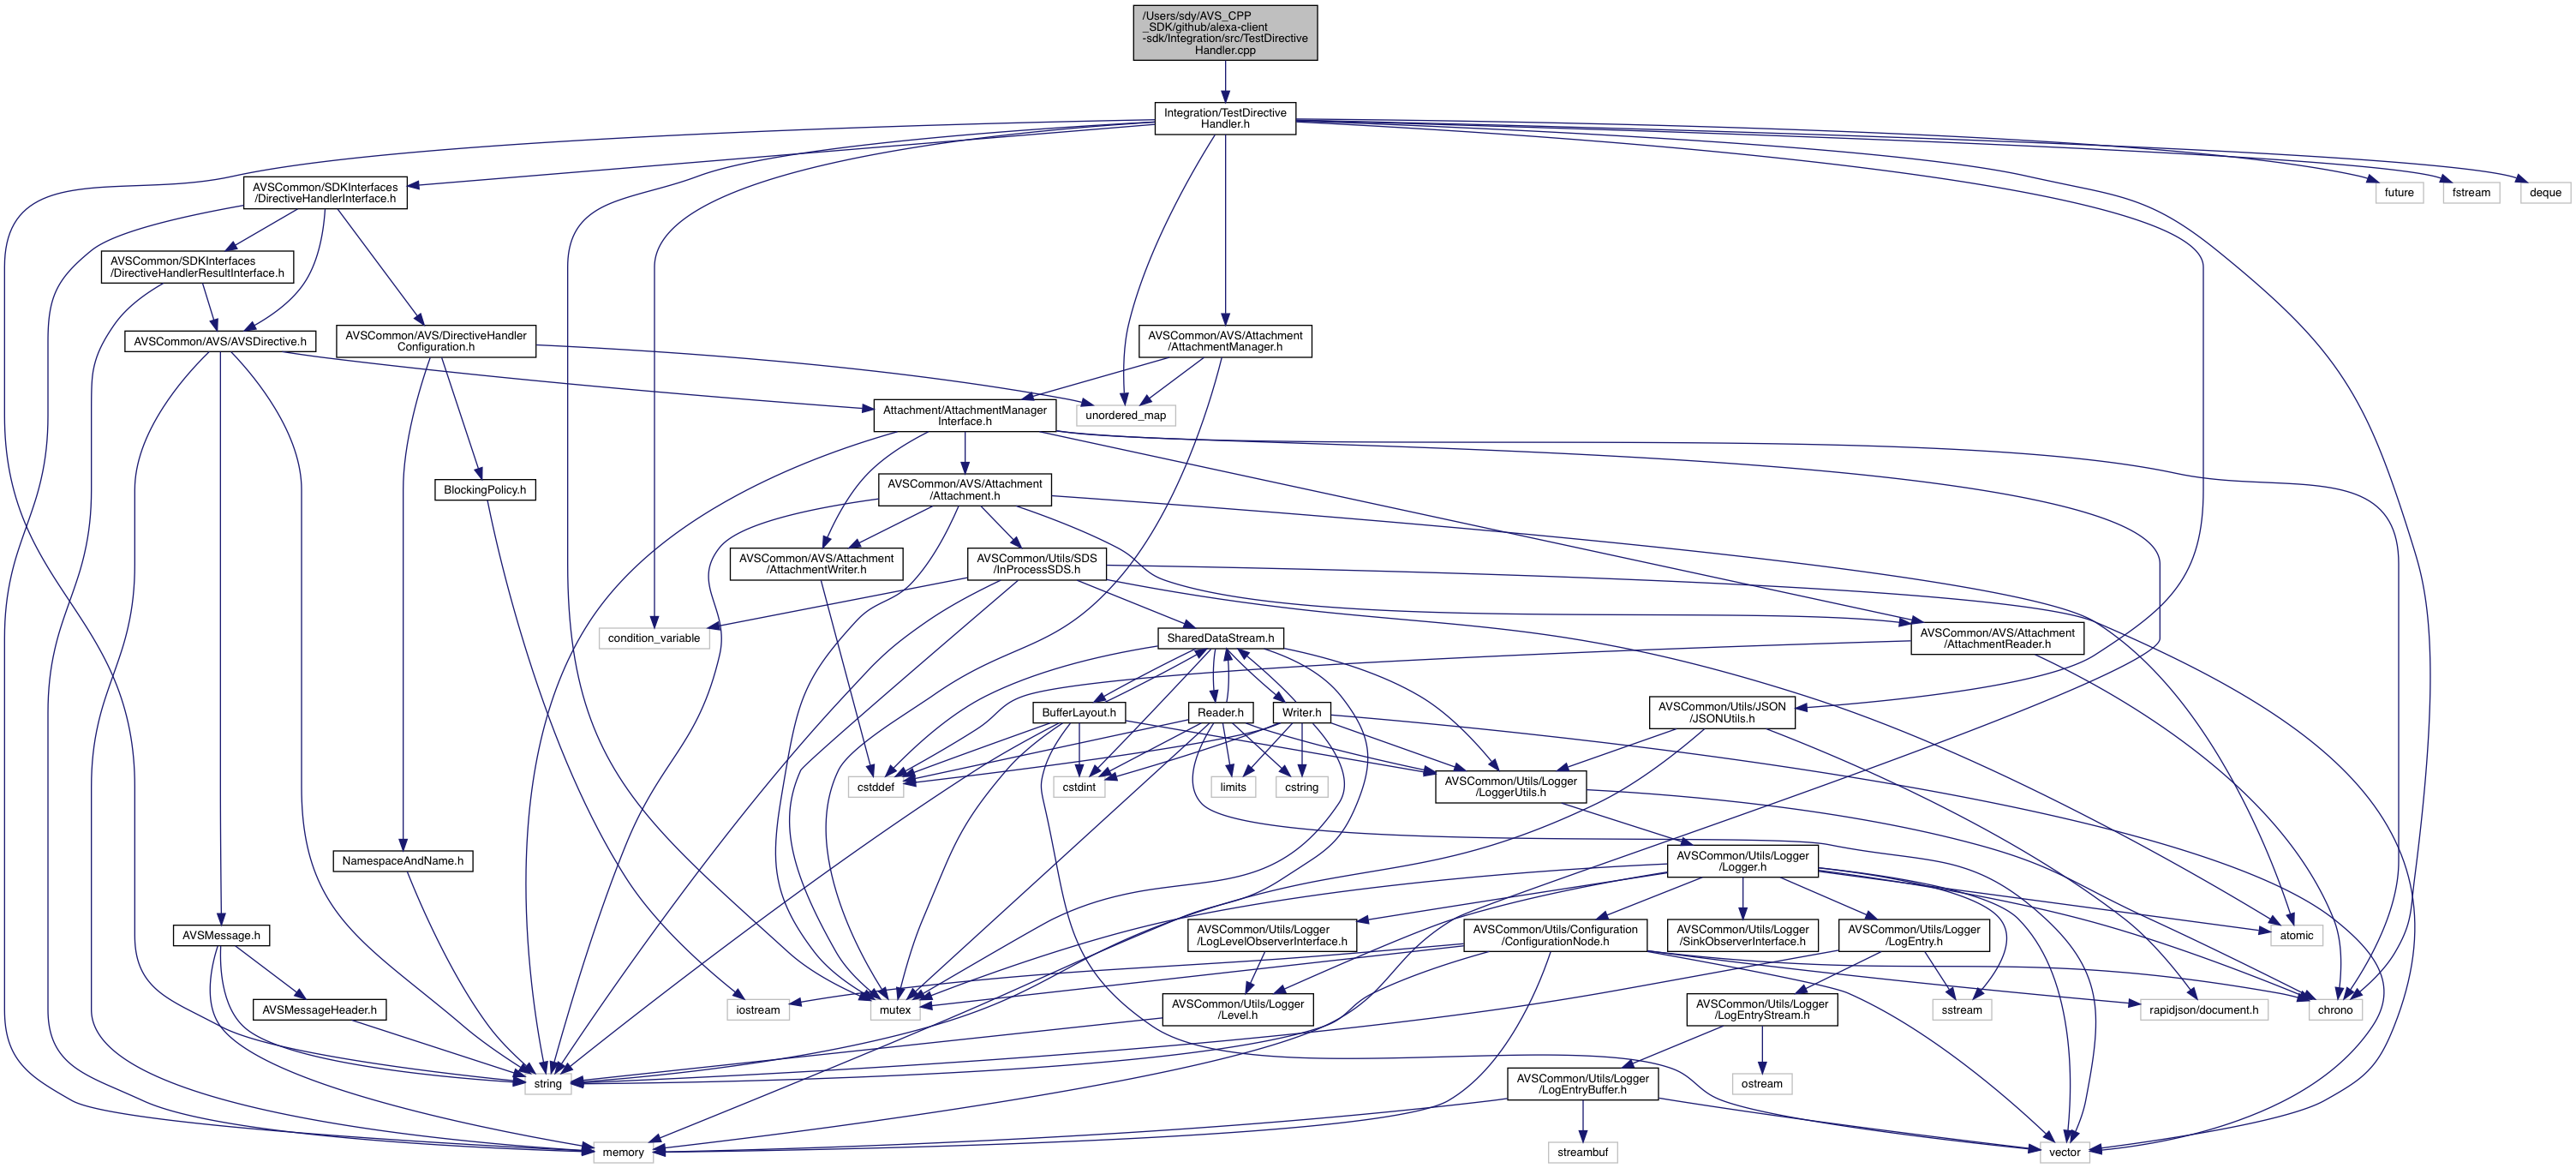 /Users/sdy/AVS_CPP
_SDK/github/alexa-client
-sdk/Integration/src/TestDirective
Handler.cpp
Integration/TestDirective
Handler.h
AVSCommon/SDKInterfaces
/DirectiveHandlerInterface.h
future
fstream
deque
AVSCommon/SDKInterfaces
/DirectiveHandlerResultInterface.h
AVSCommon/AVS/AVSDirective.h
AVSCommon/AVS/DirectiveHandler
Configuration.h
AVSCommon/AVS/Attachment
/AttachmentManager.h
Attachment/AttachmentManager
Interface.h
unordered_map
BlockingPolicy.h
AVSCommon/AVS/Attachment
/Attachment.h
AVSCommon/AVS/Attachment
/AttachmentWriter.h
AVSCommon/Utils/SDS
/InProcessSDS.h
condition_variable
SharedDataStream.h
AVSCommon/AVS/Attachment
/AttachmentReader.h
BufferLayout.h
Reader.h
Writer.h
AVSCommon/Utils/JSON
/JSONUtils.h
cstddef
cstdint
limits
cstring
AVSCommon/Utils/Logger
/LoggerUtils.h
NamespaceAndName.h
AVSCommon/Utils/Logger
/Logger.h
AVSMessage.h
AVSCommon/Utils/Logger
/LogLevelObserverInterface.h
AVSCommon/Utils/Configuration
/ConfigurationNode.h
AVSCommon/Utils/Logger
/SinkObserverInterface.h
AVSCommon/Utils/Logger
/LogEntry.h
atomic
AVSMessageHeader.h
iostream
mutex
AVSCommon/Utils/Logger
/Level.h
AVSCommon/Utils/Logger
/LogEntryStream.h
sstream
rapidjson/document.h
chrono
string
AVSCommon/Utils/Logger
/LogEntryBuffer.h
ostream
memory
streambuf
vector